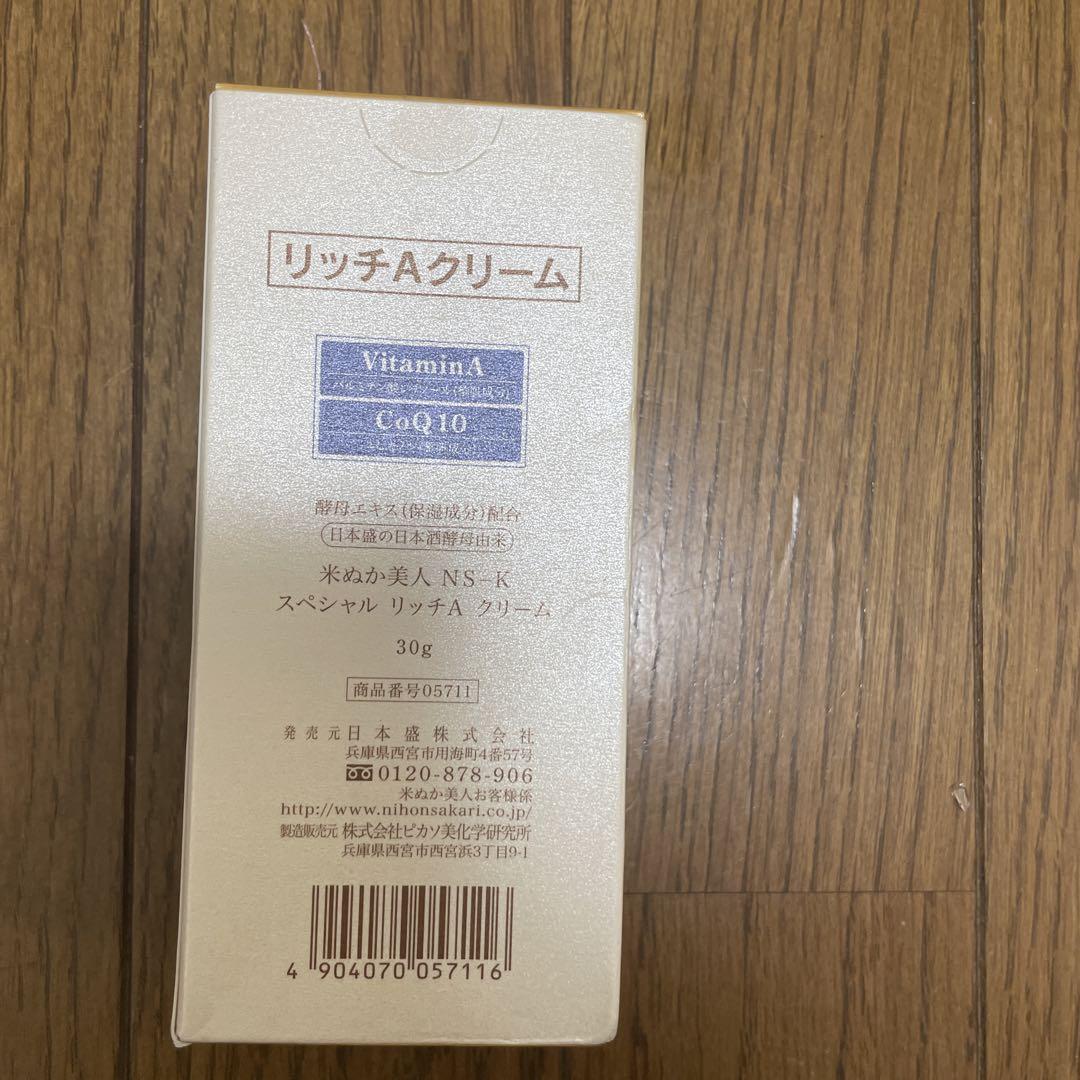 リッチAクリーム
VitaminA
CoQ10
酵母エキス(保湿成分)配合
日本盛の日本酒酵母由来
米ぬか美人 NS-K
スペシャル リッチA クリーム
30g
商品番号05711
発売元 日本盛株式会社
兵庫県西宮市用海町4番57号
0120-878-906
米ぬか美人お客様係
http://www.nihonsakari.co.jp/
製造販売元 株式会社ピカソ美化学研究所
兵庫県西宮市西宮浜3丁目9-1
4 904070 057116